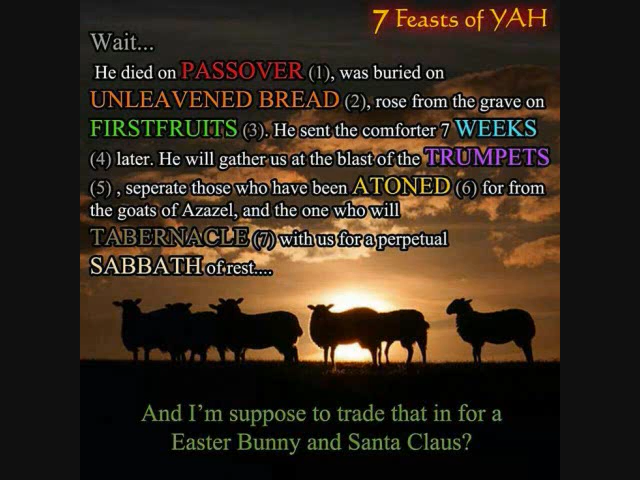 7 Feasts of YAH
Wait...
He died on PASSOVER (1), was buried on
UNLEAVENED BREAD (2), rose from the grave on
FIRSTFRUITS (3). He sent the comforter 7 WEEKS
(4) later. He will gather us at the blast of the TRUMPETS
(5) , seperate those who have been ATONED (6) for from
the goats of Azazel, and the one who will
TABERNACLE (7) with us for a perpetual
SABBATH of rest....
And I'm suppose to trade that in for a
Easter Bunny and Santa Claus?